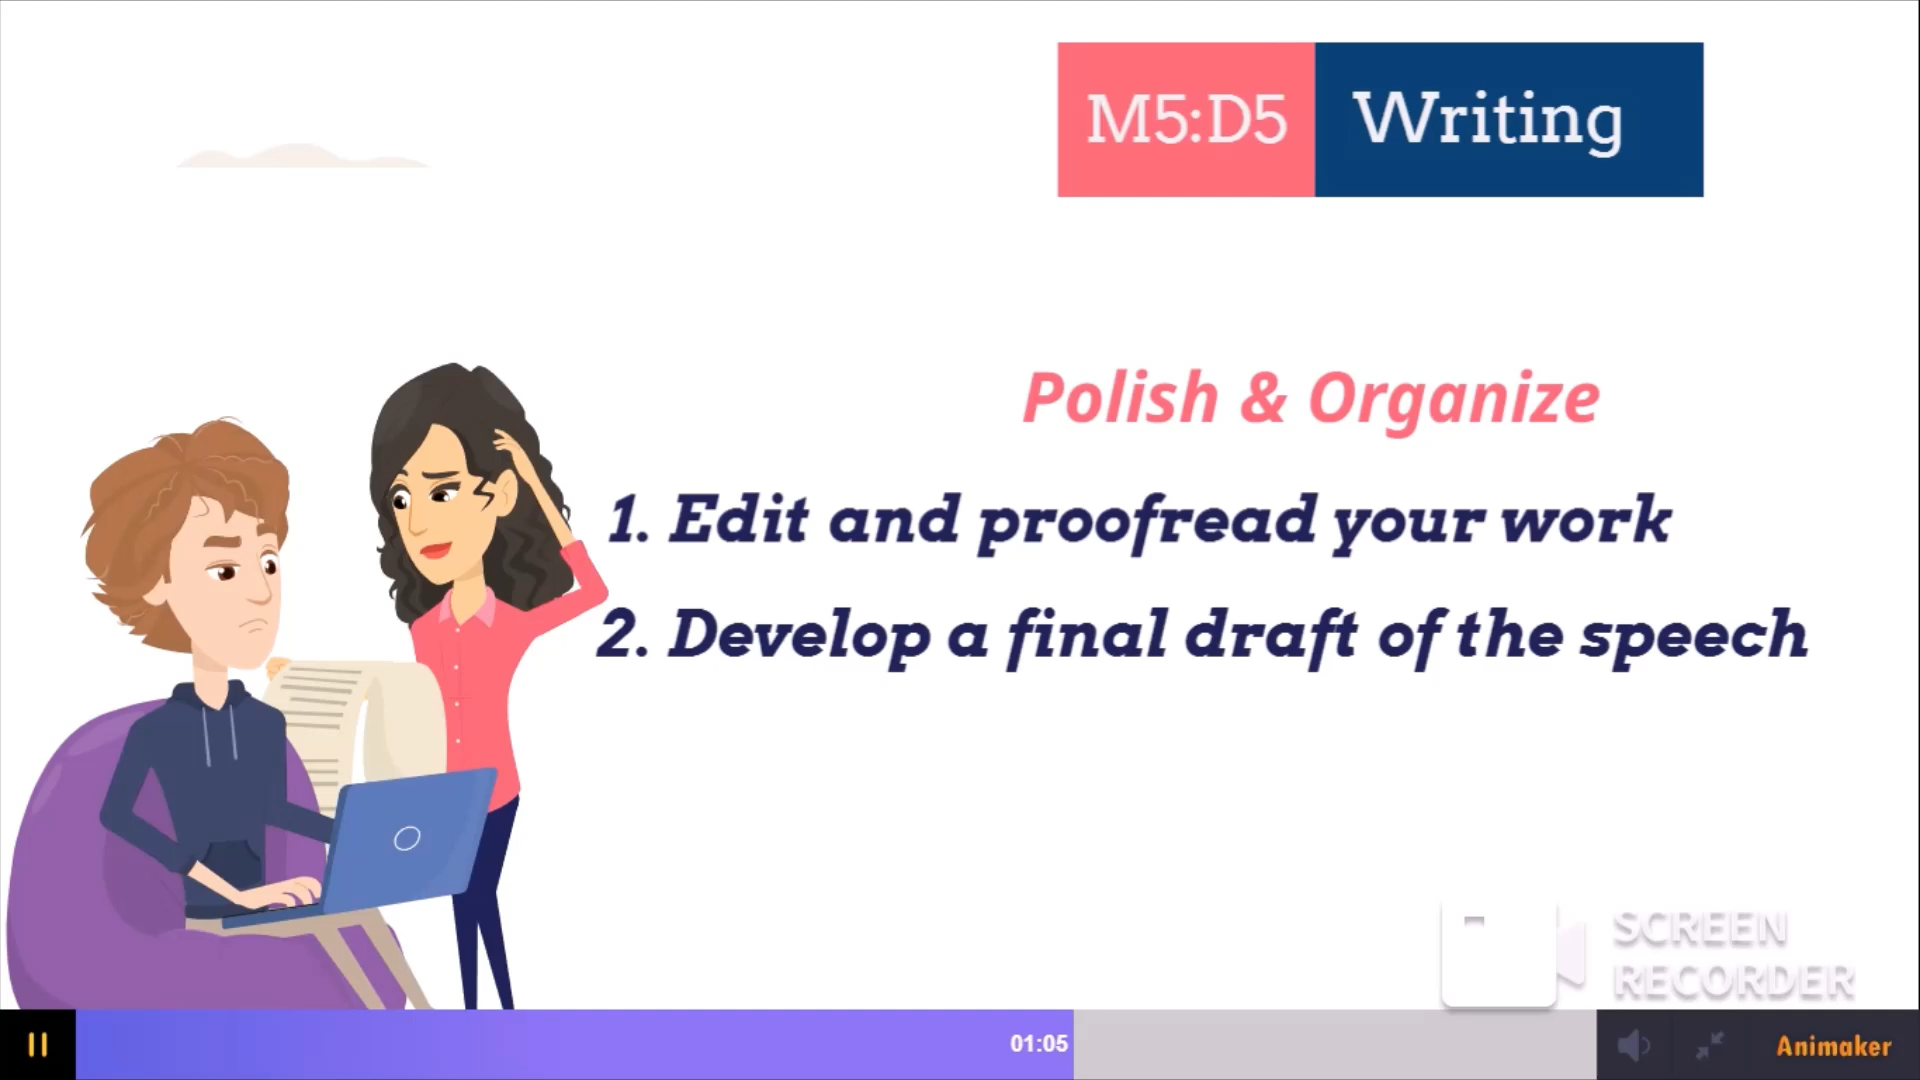 M5:D5 Writing
Polish & Organize
1. Edit and proofread your work
2. Develop a final draft of the speech
SCREEN
RECORDER
01:05
Animaker